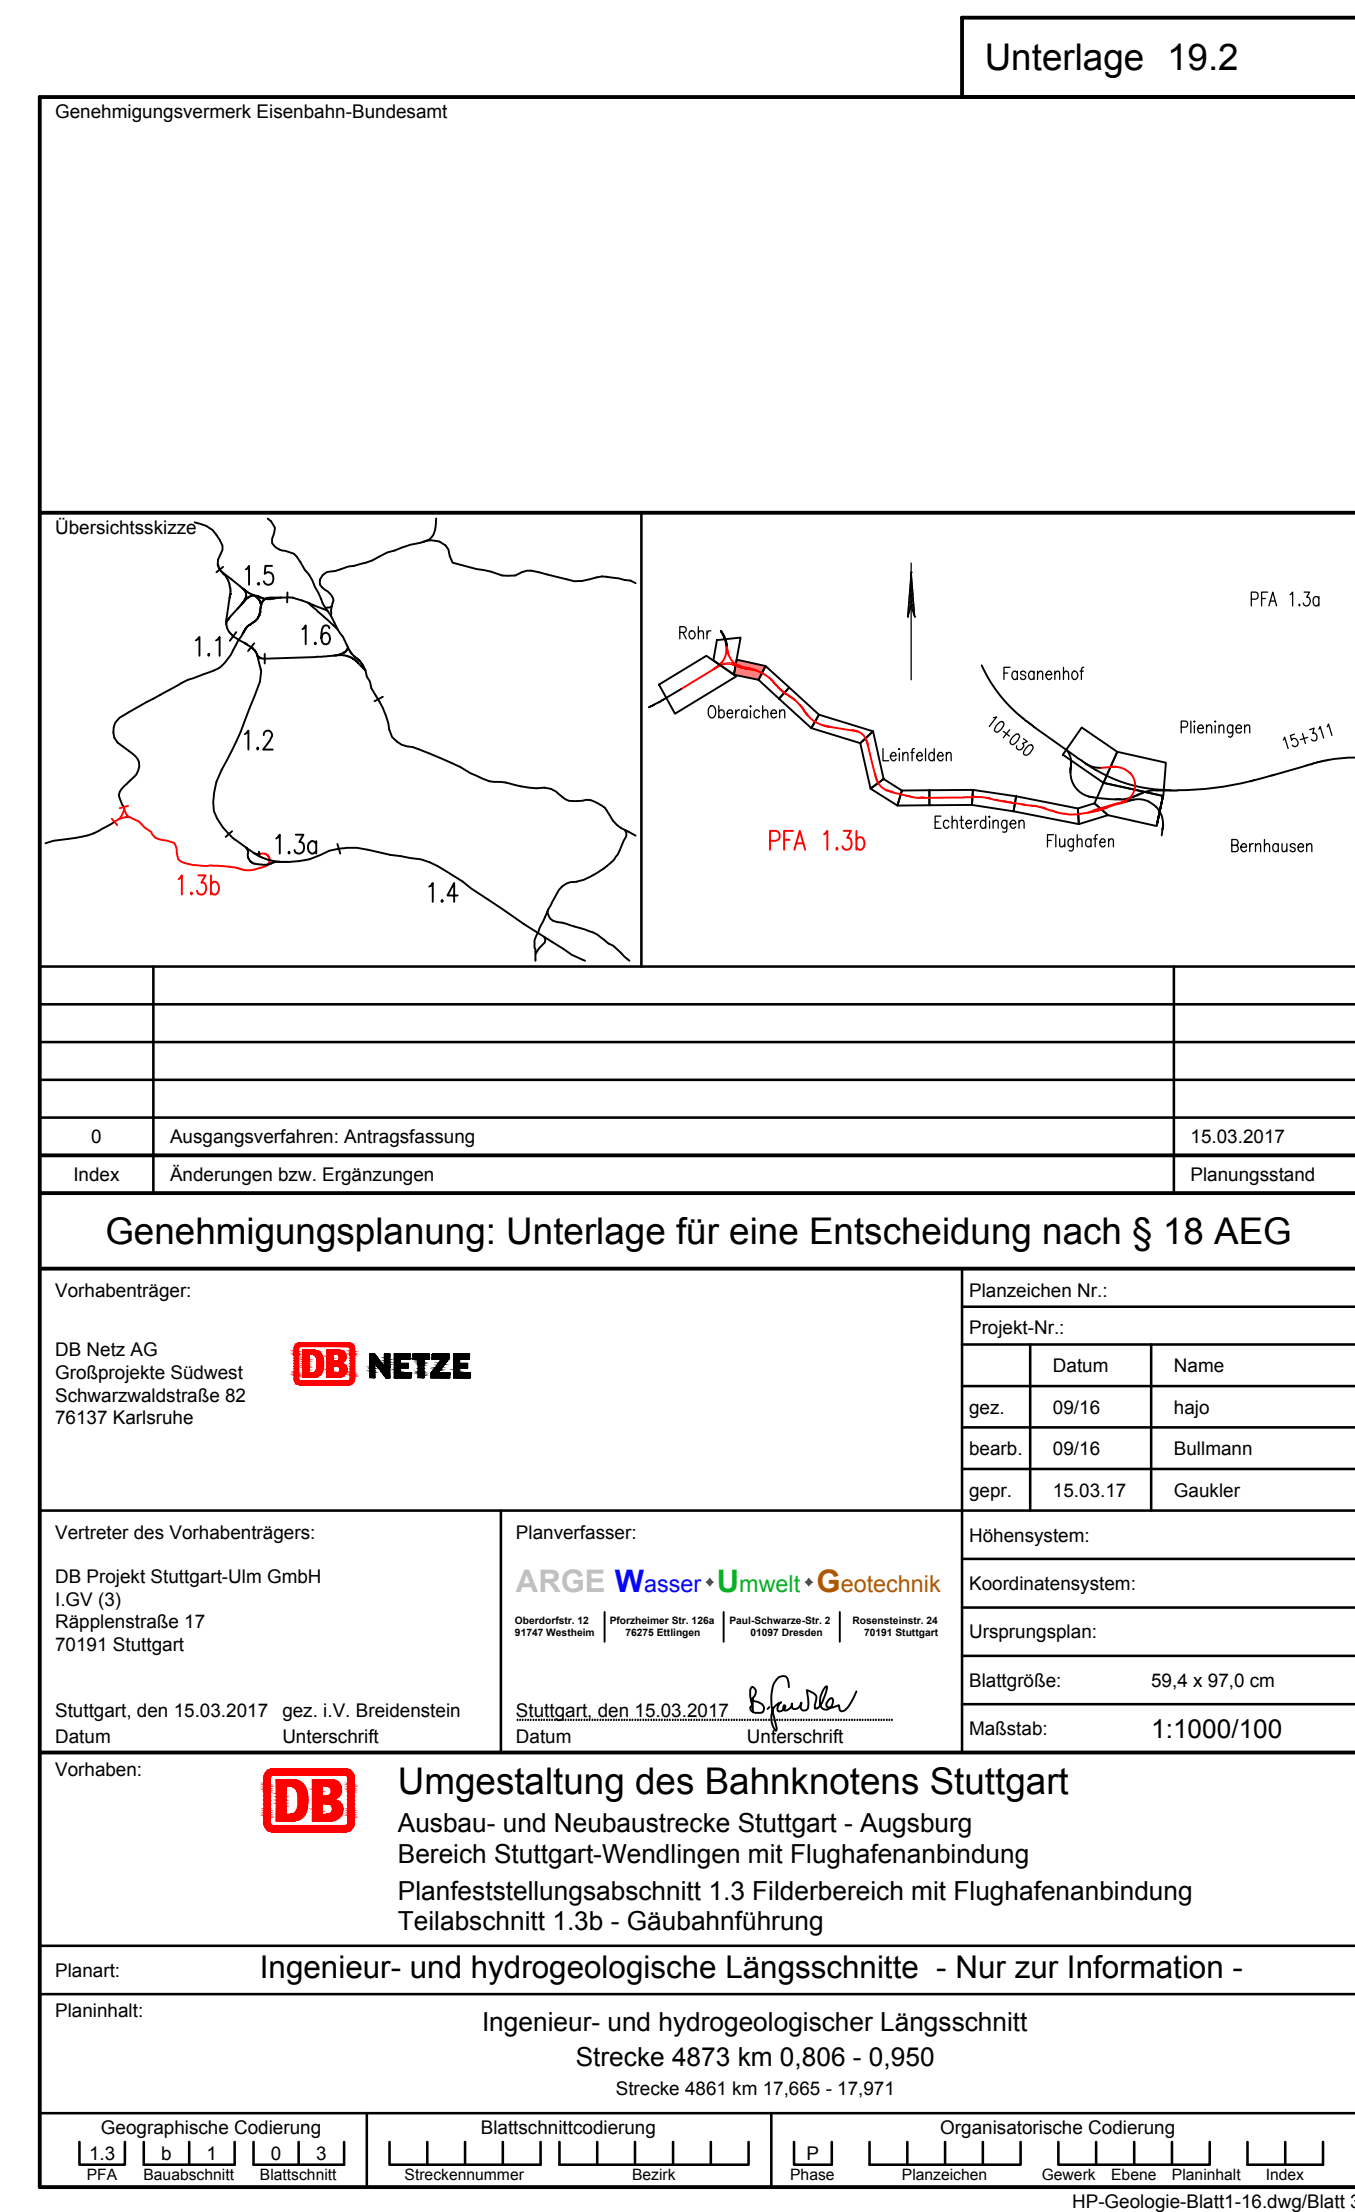 Unterlage 19.2
Genehmigungsvermerk Eisenbahn-Bundesamt
Übersichtsskizze
1.5
1.1
1.6
1.2
1.3a
1.3b
1.4
PFA 1.3a
Rohr
Fasanenhof
Oberaichen
10+030
Plieningen
15+311
Leinfelden
Echterdingen
PFA 1.3b
Flughafen
Bernhausen
0 Ausgangsverfahren: Antragsfassung 15.03.2017
Index Änderungen bzw. Ergänzungen Planungsstand
Genehmigungsplanung: Unterlage für eine Entscheidung nach § 18 AEG
Vorhabenträger:
DB Netz AG
Großprojekte Südwest
Schwarzwaldstraße 82
76137 Karlsruhe
DB NETZE
Planzeichen Nr.:
Projekt-Nr.:
Datum Name
gez. 09/16 hajo
bearb. 09/16 Bullmann
gepr. 15.03.17 Gaukler
Vertreter des Vorhabenträgers:
DB Projekt Stuttgart-Ulm GmbH
I.GV (3)
Räpplenstraße 17
70191 Stuttgart
Stuttgart, den 15.03.2017 gez. i.V. Breidenstein
Datum Unterschrift
Planverfasser:
ARGE Wasser Umwelt Geotechnik
Oberdorfstr. 12 Pforzheimer Str. 126a Paul-Schwarze-Str. 2 Rosensteinstr. 24
91747 Westheim 76275 Ettlingen 01097 Dresden 70191 Stuttgart
Stuttgart, den 15.03.2017 B. Gaukler
Datum Unterschrift
Höhensystem:
Koordinatensystem:
Ursprungsplan:
Blattgröße: 59,4 x 97,0 cm
Maßstab: 1:1000/100
Vorhaben:
DB
Umgestaltung des Bahnknotens Stuttgart
Ausbau- und Neubaustrecke Stuttgart - Augsburg
Bereich Stuttgart-Wendlingen mit Flughafenanbindung
Planfeststellungsabschnitt 1.3 Filderbereich mit Flughafenanbindung
Teilabschnitt 1.3b - Gäubahnführung
Planart: Ingenieur- und hydrogeologische Längsschnitte - Nur zur Information -
Planinhalt:
Ingenieur- und hydrogeologischer Längsschnitt
Strecke 4873 km 0,806 - 0,950
Strecke 4861 km 17,665 - 17,971
Geographische Codierung Blattschnittcodierung Organisatorische Codierung
1.3 b 1 0 3 P
PFA Bauabschnitt Blattschnitt Streckennummer Bezirk Phase Planzeichen Gewerk Ebene Planinhalt Index
HP-Geologie-Blatt1-16.dwg/Blatt 3